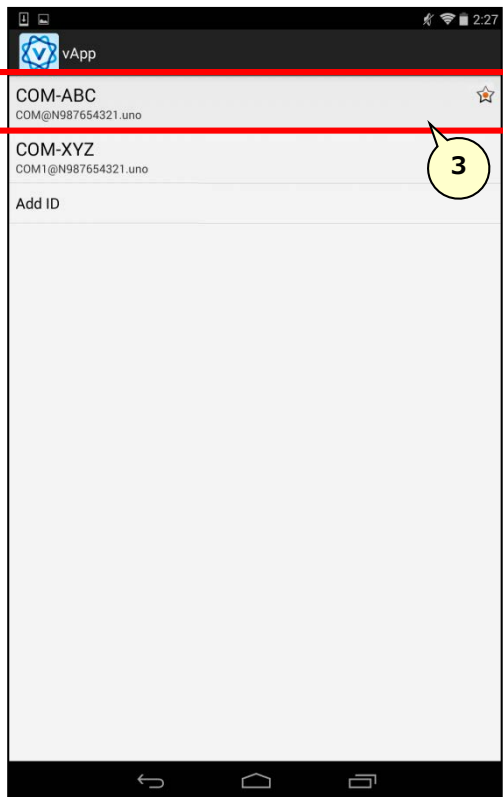 2:27
vApp
COM-ABC
COM@N987654321.uno
COM-XYZ
COM1@N987654321.uno
3
Add ID